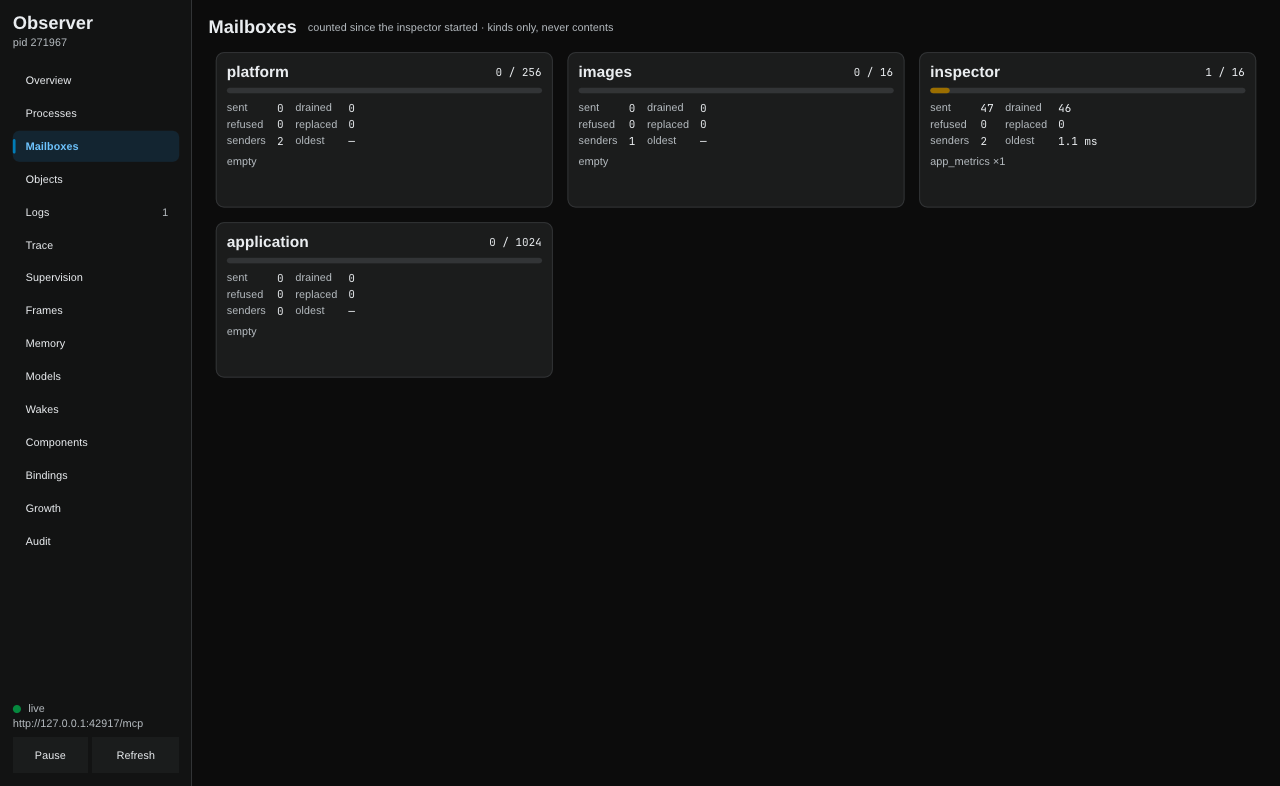 Observer
pid 271967
Overview
Processes
Mailboxes
Objects
Logs 1
Trace
Supervision
Frames
Memory
Models
Wakes
Components
Bindings
Growth
Audit
live
http://127.0.0.1:42917/mcp
Pause Refresh
Mailboxes counted since the inspector started · kinds only, never contents
platform 0 / 256
sent 0 drained 0
refused 0 replaced 0
senders 2 oldest —
empty
images 0 / 16
sent 0 drained 0
refused 0 replaced 0
senders 1 oldest —
empty
inspector 1 / 16
sent 47 drained 46
refused 0 replaced 0
senders 2 oldest 1.1 ms
app_metrics ×1
application 0 / 1024
sent 0 drained 0
refused 0 replaced 0
senders 0 oldest —
empty